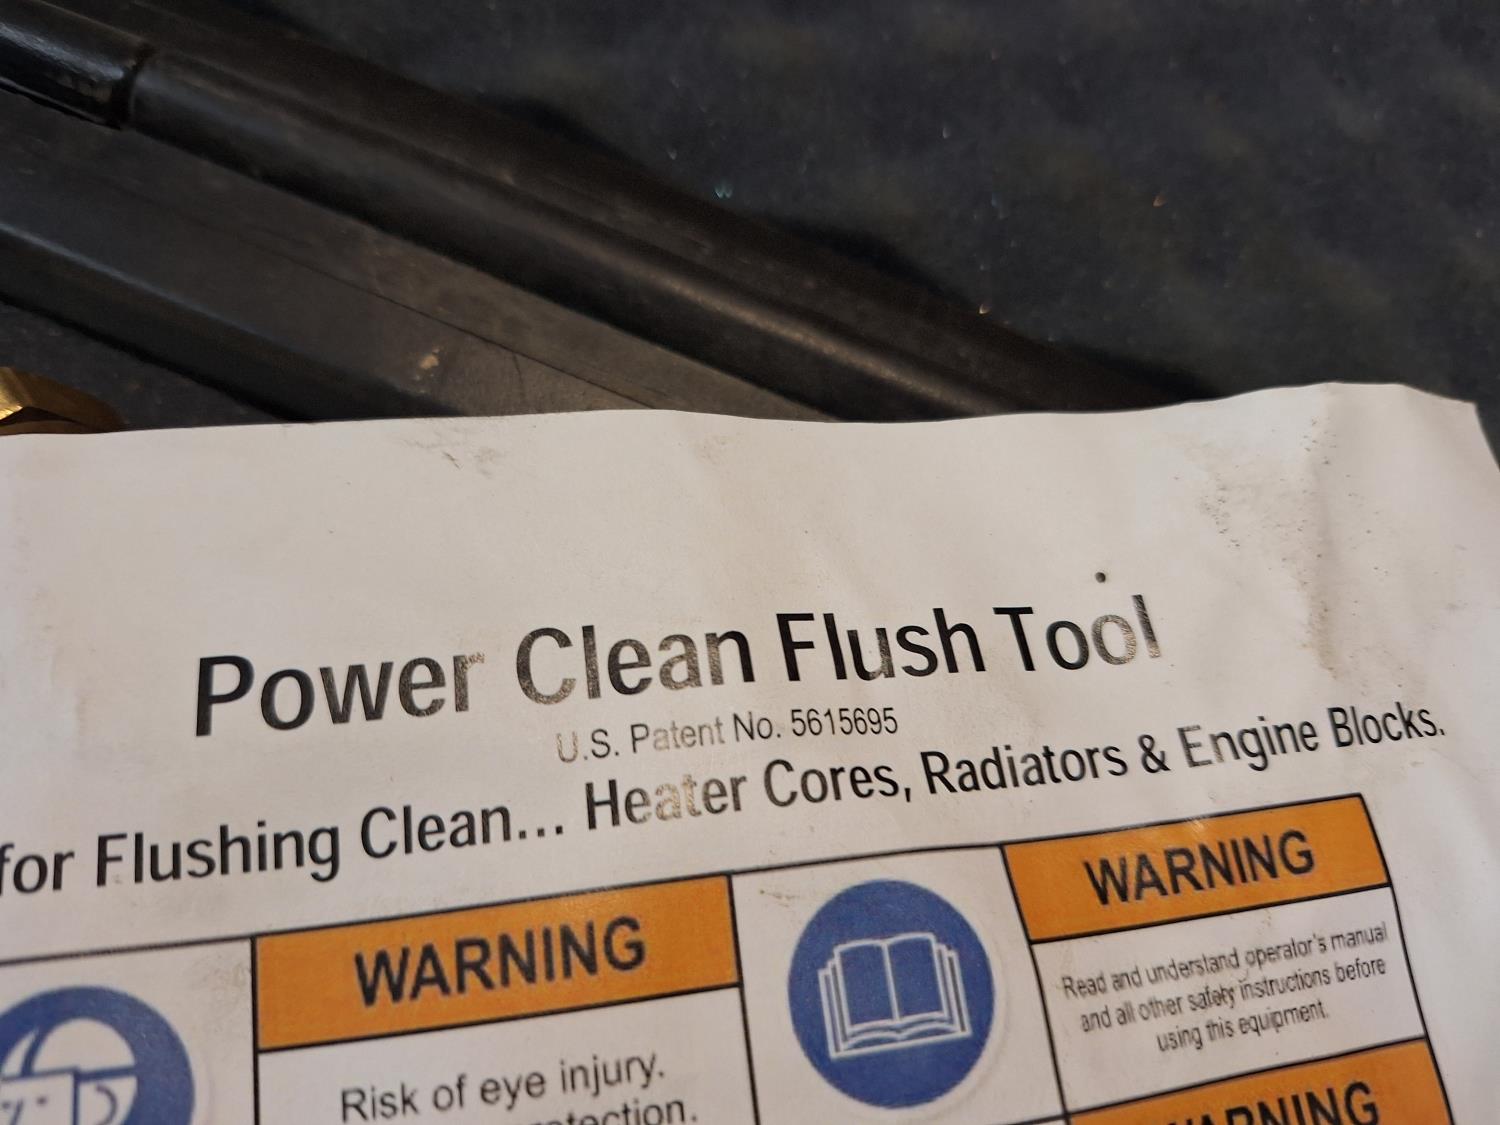 Power Clean Flush Tool
U.S. Patent No. 5615695
for Flushing Clean... Heater Cores, Radiators & Engine Blocks.
WARNING
Risk of eye injury.
WARNING
Read and understand operator's manual
and all other safety instructions before
using this equipment.
WARNING